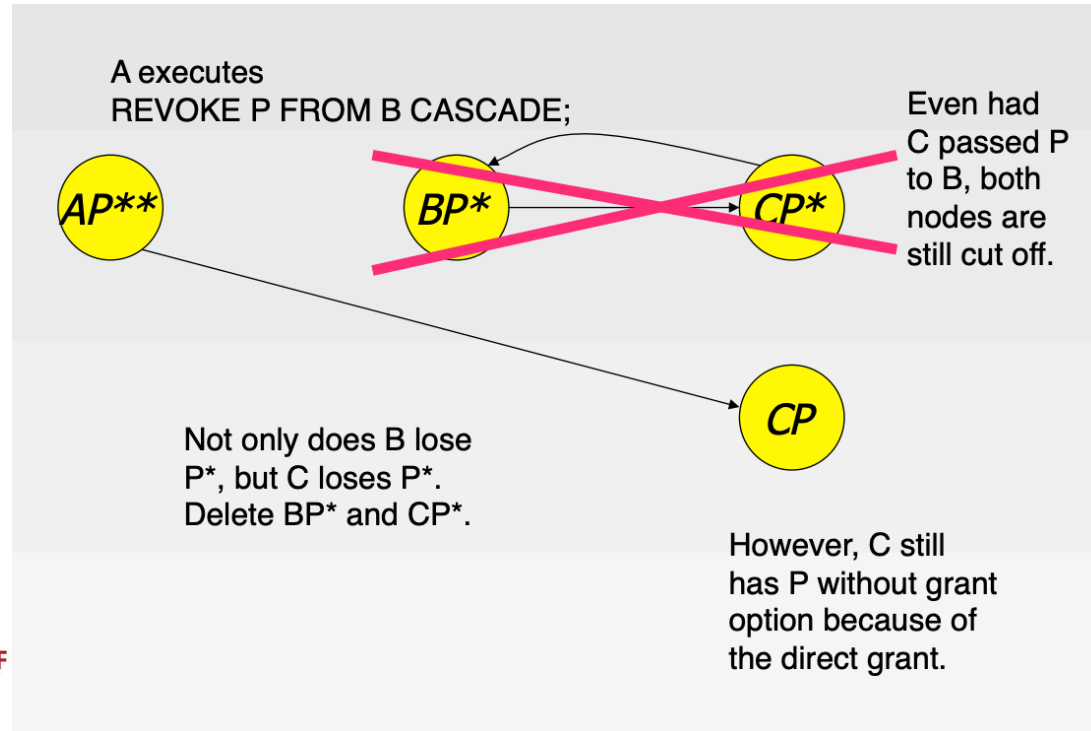 A executes
REVOKE P FROM B CASCADE;
Even had
C passed P
to B, both
nodes are
still cut off.
AP**
BP*
CP*
CP
Not only does B lose
P*, but C loses P*.
Delete BP* and CP*.
However, C still
has P without grant
option because of
the direct grant.